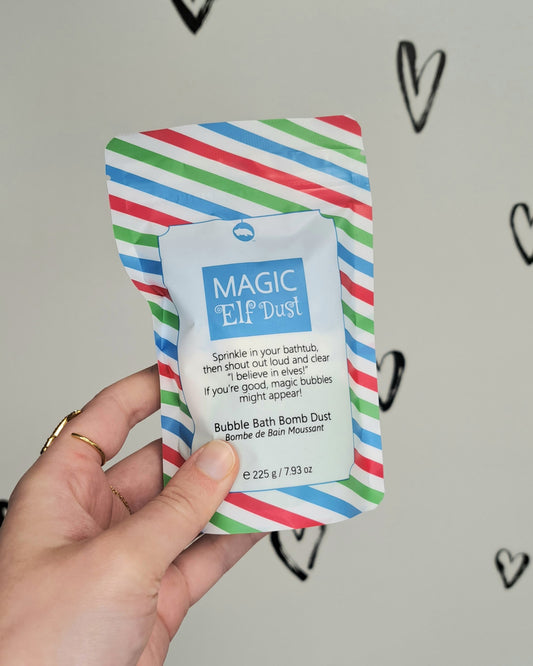 MAGIC
Elf Dust
Sprinkle in your bathtub,
then shout out loud and clear
"I believe in elves!"
If you're good, magic bubbles
might appear!
Bubble Bath Bomb Dust
Bombe de Bain Moussant
℮ 225 g / 7.93 oz